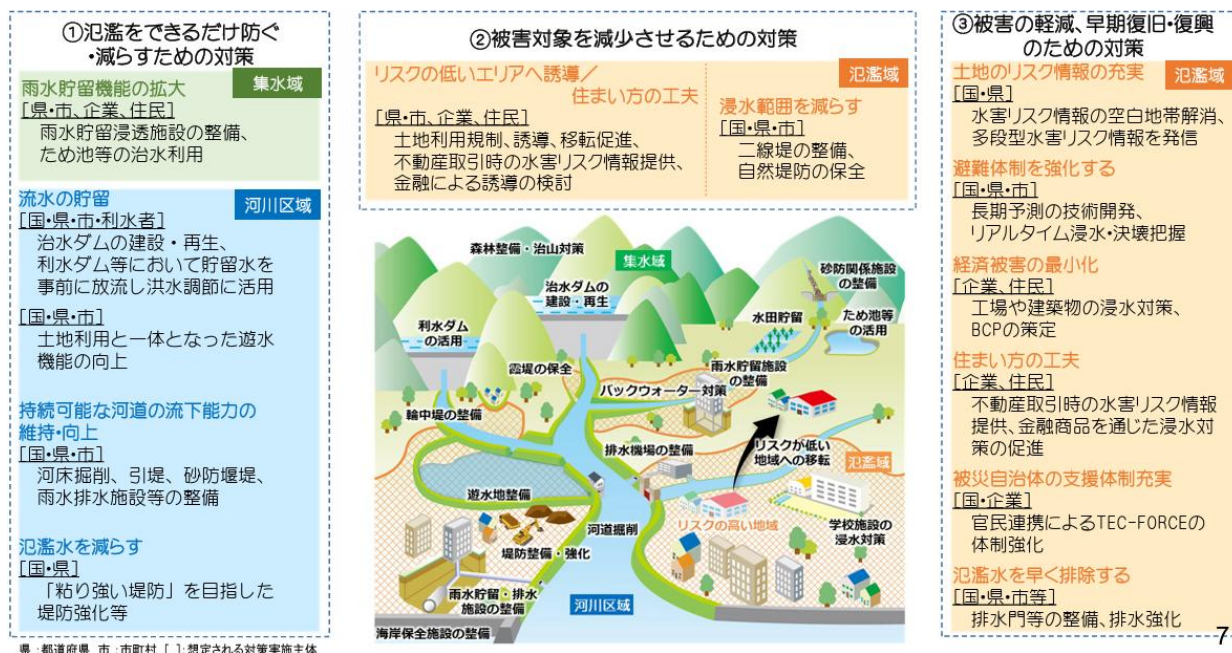 ①氾濫をできるだけ防ぐ
・減らすための対策
集水域
雨水貯留機能の拡大
[県・市、企業、住民]
雨水貯留浸透施設の整備、
ため池等の治水利用
河川区域
流水の貯留
[国・県・市・利水者]
治水ダムの建設・再生、
利水ダム等において貯留水を
事前に放流し洪水調節に活用
[国・県・市]
土地利用と一体となった遊水
機能の向上
持続可能な河道の流下能力の
維持・向上
[国・県・市]
河床掘削、引堤、砂防堰堤、
雨水排水施設等の整備
氾濫水を減らす
[国・県]
「粘り強い堤防」を目指した
堤防強化等
県：都道府県 市：市町村 [ ]：想定される対策実施主体
②被害対象を減少させるための対策
リスクの低いエリアへ誘導／
住まい方の工夫
[県・市、企業、住民]
土地利用規制、誘導、移転促進、
不動産取引時の水害リスク情報提供、
金融による誘導の検討
氾濫域
浸水範囲を減らす
[国・県・市]
二線堤の整備、
自然堤防の保全
森林整備・治山対策
集水域
治水ダムの
建設・再生
砂防関係施設
の整備
利水ダム
の活用
水田貯留
ため池等
の活用
霞堤の保全
雨水貯留施設
の整備
バックウォーター対策
輪中堤の整備
排水機場の整備
リスクが低い
地域への移転
氾濫域
遊水地整備
河道掘削
リスクの高い地域
学校施設の
浸水対策
堤防整備・強化
雨水貯留・排水
施設の整備
河川区域
海岸保全施設の整備
③被害の軽減、早期復旧・復興
のための対策
氾濫域
土地のリスク情報の充実
[国・県]
水害リスク情報の空白地帯解消、
多段型水害リスク情報を発信
避難体制を強化する
[国・県・市]
長期予測の技術開発、
リアルタイム浸水・決壊把握
経済被害の最小化
[企業、住民]
工場や建築物の浸水対策、
BCPの策定
住まい方の工夫
[企業、住民]
不動産取引時の水害リスク情報
提供、金融商品を通じた浸水対
策の促進
被災自治体の支援体制充実
[国・企業]
官民連携によるTEC-FORCEの
体制強化
氾濫水を早く排除する
[国・県・市等]
排水門等の整備、排水強化
7